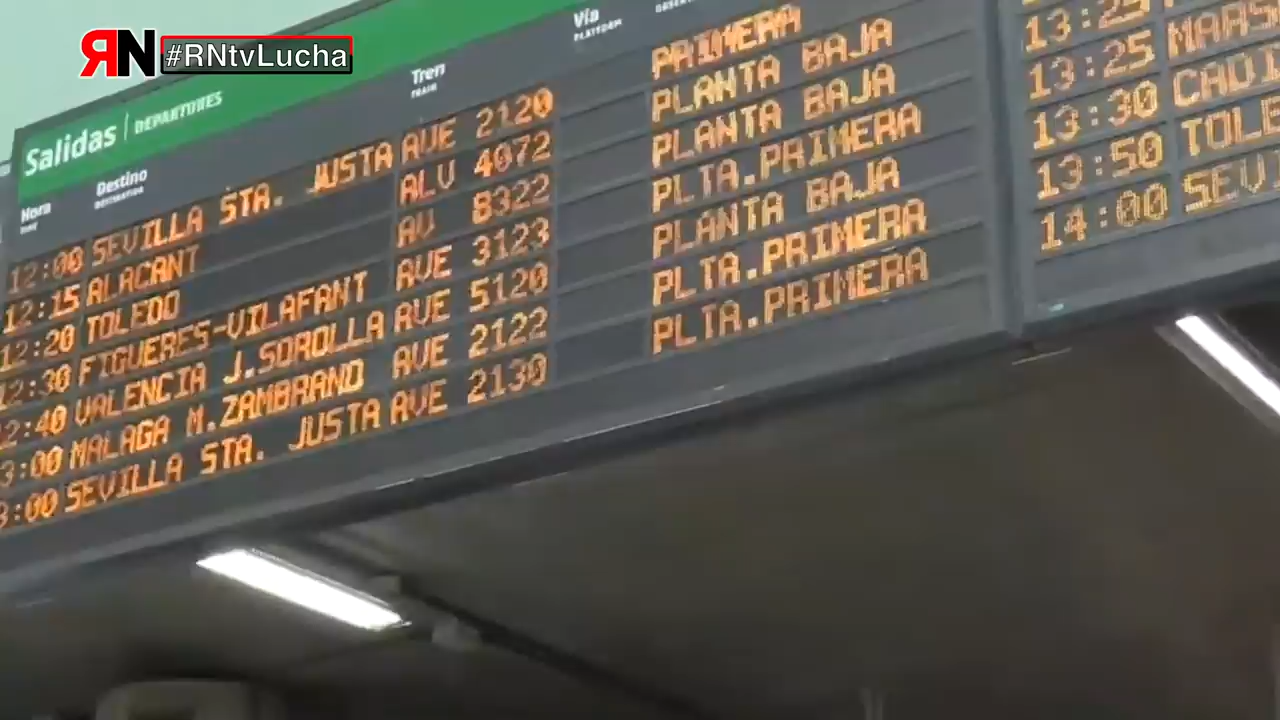 RN #RNtvLucha
Salidas | DEPARTURES
Hora Destino Tren Vía
DESTINATION TRAIN PLATFORM
12:00 SEVILLA STA. JUSTA AVE 2120 PRIMERA
12:15 ALACANT ALV 4072 PLANTA BAJA
12:20 TOLEDO AV 8322 PLANTA BAJA
12:30 FIGUERES-VILAFANT AVE 3123 PLTA.PRIMERA
2:40 VALENCIA J.SOROLLA AVE 5120 PLANTA BAJA
3:00 MALAGA M.ZAMBRANO AVE 2122 PLTA.PRIMERA
3:00 SEVILLA STA. JUSTA AVE 2130 PLTA.PRIMERA
13:25
13:25 MARS
13:30 CADI
13:50 TOLE
14:00 SEVI